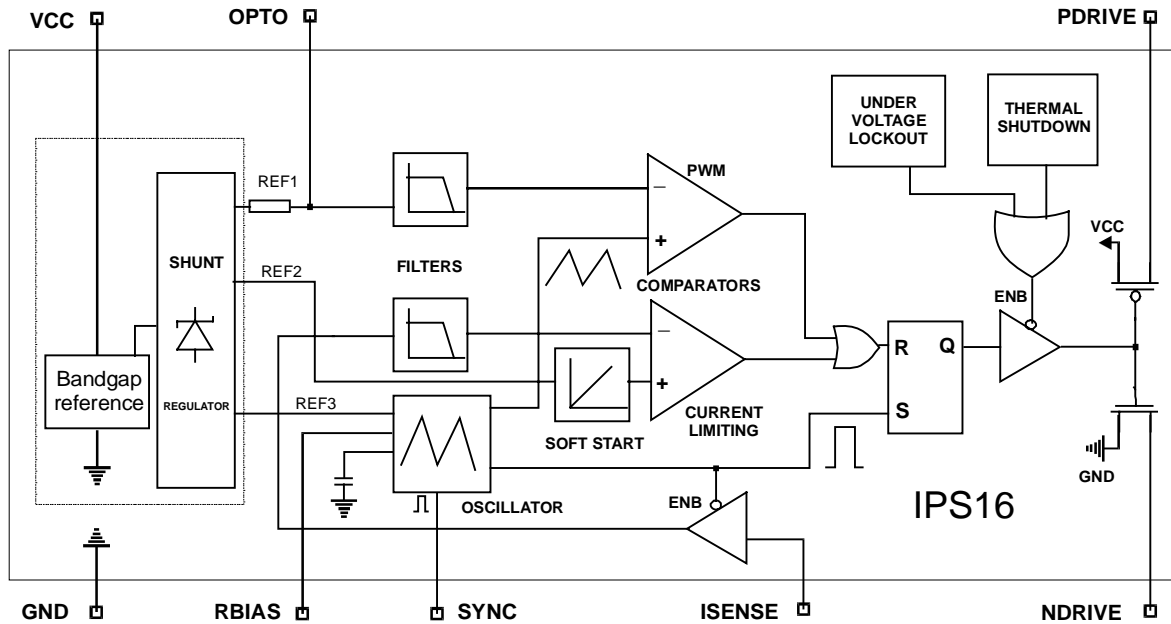 VCC
OPTO
PDRIVE
UNDER
VOLTAGE
LOCKOUT
THERMAL
SHUTDOWN
REF1
PWM
–
+
VCC
SHUNT
REF2
FILTERS
COMPARATORS
ENB
–
+
R
Q
S
Bandgap
reference
REGULATOR
REF3
SOFT START
CURRENT
LIMITING
GND
OSCILLATOR
ENB
IPS16
GND
RBIAS
SYNC
ISENSE
NDRIVE